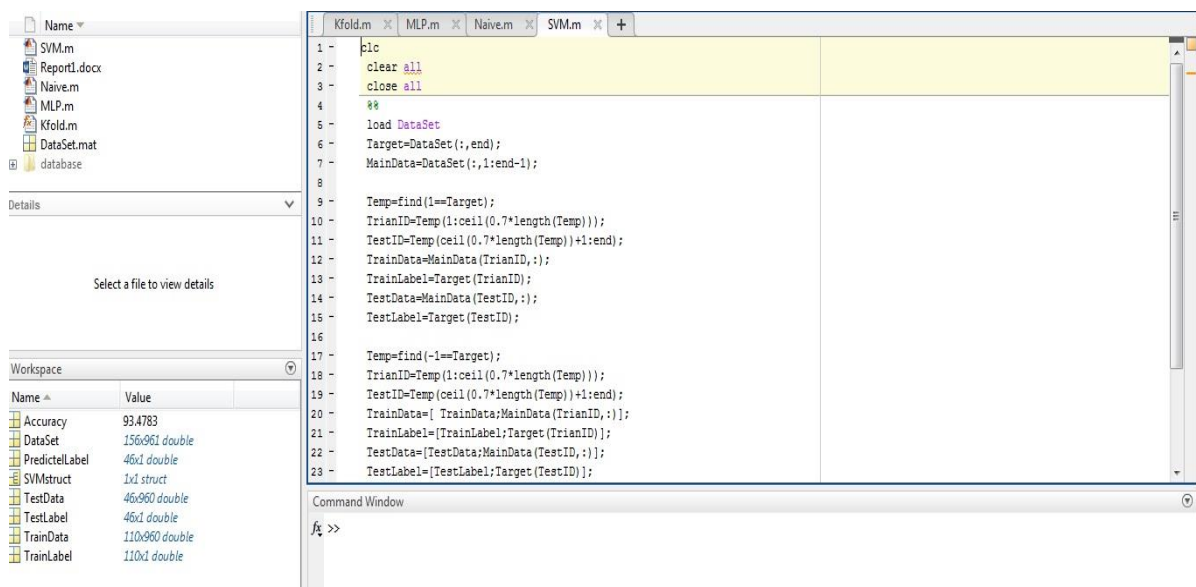 Name
SVM.m
Report1.docx
Naive.m
MLP.m
Kfold.m
DataSet.mat
database
Details
Select a file to view details
Workspace
Name Value
Accuracy 93.4783
DataSet 156x961 double
PredictelLabel 46x1 double
SVMstruct 1x1 struct
TestData 46x960 double
TestLabel 46x1 double
TrainData 110x960 double
TrainLabel 110x1 double
Kfold.m MLP.m Naive.m SVM.m +
1 - clc
2 - clear all
3 - close all
4 %%
5 - load DataSet
6 - Target=DataSet(:,end);
7 - MainData=DataSet(:,1:end-1);
8
9 - Temp=find(1==Target);
10 - TrianID=Temp(1:ceil(0.7*length(Temp)));
11 - TestID=Temp(ceil(0.7*length(Temp))+1:end);
12 - TrainData=MainData(TrianID,:);
13 - TrainLabel=Target(TrianID);
14 - TestData=MainData(TestID,:);
15 - TestLabel=Target(TestID);
16
17 - Temp=find(-1==Target);
18 - TrianID=Temp(1:ceil(0.7*length(Temp)));
19 - TestID=Temp(ceil(0.7*length(Temp))+1:end);
20 - TrainData=[ TrainData;MainData(TrianID,:)];
21 - TrainLabel=[TrainLabel;Target(TrianID)];
22 - TestData=[TestData;MainData(TestID,:)];
23 - TestLabel=[TestLabel;Target(TestID)];
Command Window
fx >>